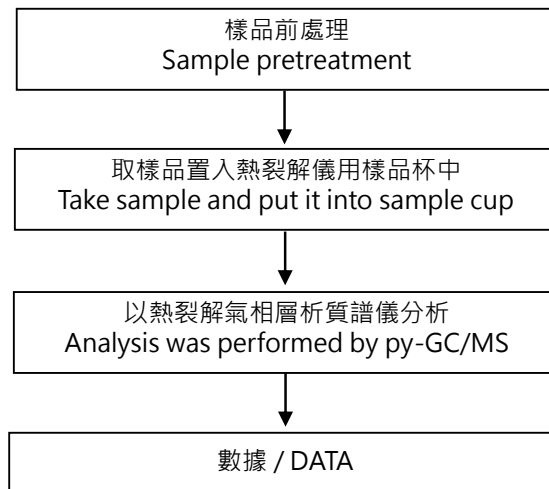 樣品前處理
Sample pretreatment
取樣品置入熱裂解儀用樣品杯中
Take sample and put it into sample cup
以熱裂解氣相層析質譜儀分析
Analysis was performed by py-GC/MS
數據 / DATA